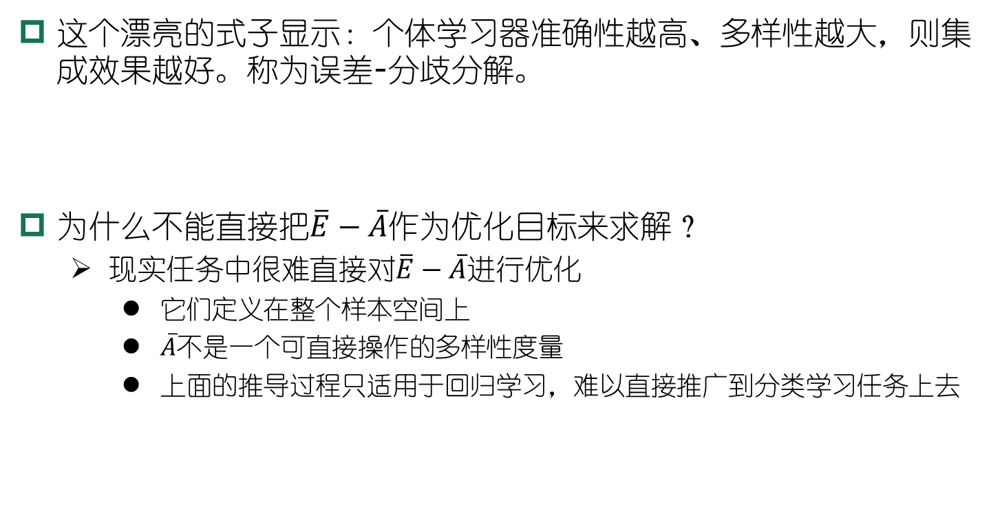 这个漂亮的式子显示：个体学习器准确性越高、多样性越大，则集
成效果越好。称为误差-分歧分解。
为什么不能直接把Ē − Ā作为优化目标来求解？
现实任务中很难直接对Ē − Ā进行优化
它们定义在整个样本空间上
Ā不是一个可直接操作的多样性度量
上面的推导过程只适用于回归学习，难以直接推广到分类学习任务上去